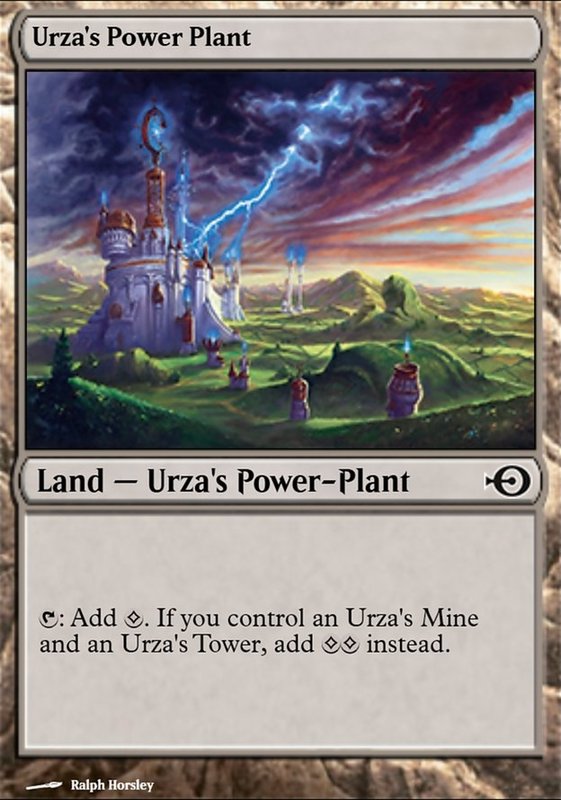 Urza's Power Plant
Land — Urza's Power-Plant
: Add . If you control an Urza's Mine
and an Urza's Tower, add instead.
Ralph Horsley